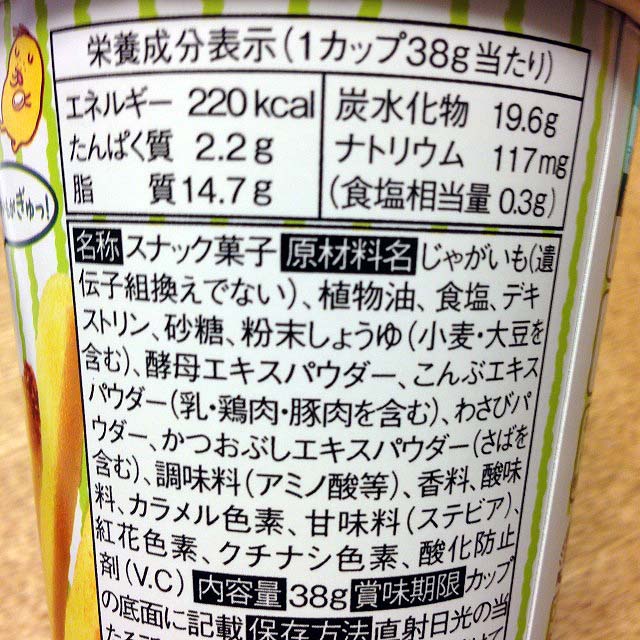 栄養成分表示(1カップ38g当たり)
エネルギー 220kcal
たんぱく質 2.2g
脂 質14.7g
炭水化物 19.6g
ナトリウム 117mg
(食塩相当量 0.3g)
ぎゅっ!
名称 スナック菓子 原材料名 じゃがいも(遺
伝子組換えでない)、植物油、食塩、デキ
ストリン、砂糖、粉末しょうゆ(小麦・大豆を
含む)、酵母エキスパウダー、こんぶエキス
パウダー(乳・鶏肉・豚肉を含む)、わさびパ
ウダー、かつおぶしエキスパウダー(さばを
含む)、調味料(アミノ酸等)、香料、酸味
料、カラメル色素、甘味料(ステビア)、
紅花色素、クチナシ色素、酸化防止
剤(V.C) 内容量 38g 賞味期限 カップ
の底面に記載 保存方法 直射日光の当